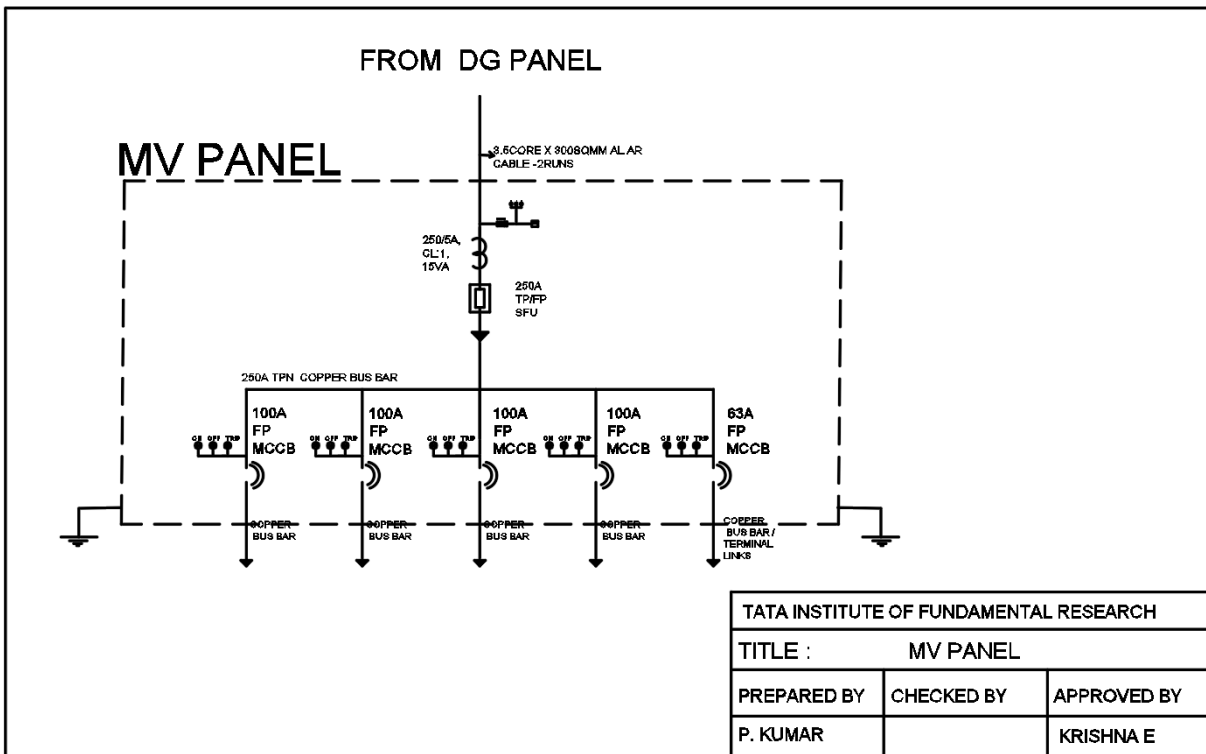 FROM DG PANEL
3.5CORE X 300SQMM AL AR
CABLE -2RUNS
MV PANEL
250/5A,
CL:1,
15VA
250A
TP/FP
SFU
250A TPN COPPER BUS BAR
100A
FP
MCCB
ON OFF TRIP
100A
FP
MCCB
ON OFF TRIP
100A
FP
MCCB
ON OFF TRIP
100A
FP
MCCB
ON OFF TRIP
63A
FP
MCCB
ON OFF TRIP
COPPER
BUS BAR
COPPER
BUS BAR
COPPER
BUS BAR
COPPER
BUS BAR
COPPER
BUS BAR /
TERMINAL
LINKS
TATA INSTITUTE OF FUNDAMENTAL RESEARCH
TITLE : MV PANEL
PREPARED BY CHECKED BY APPROVED BY
P. KUMAR KRISHNA E